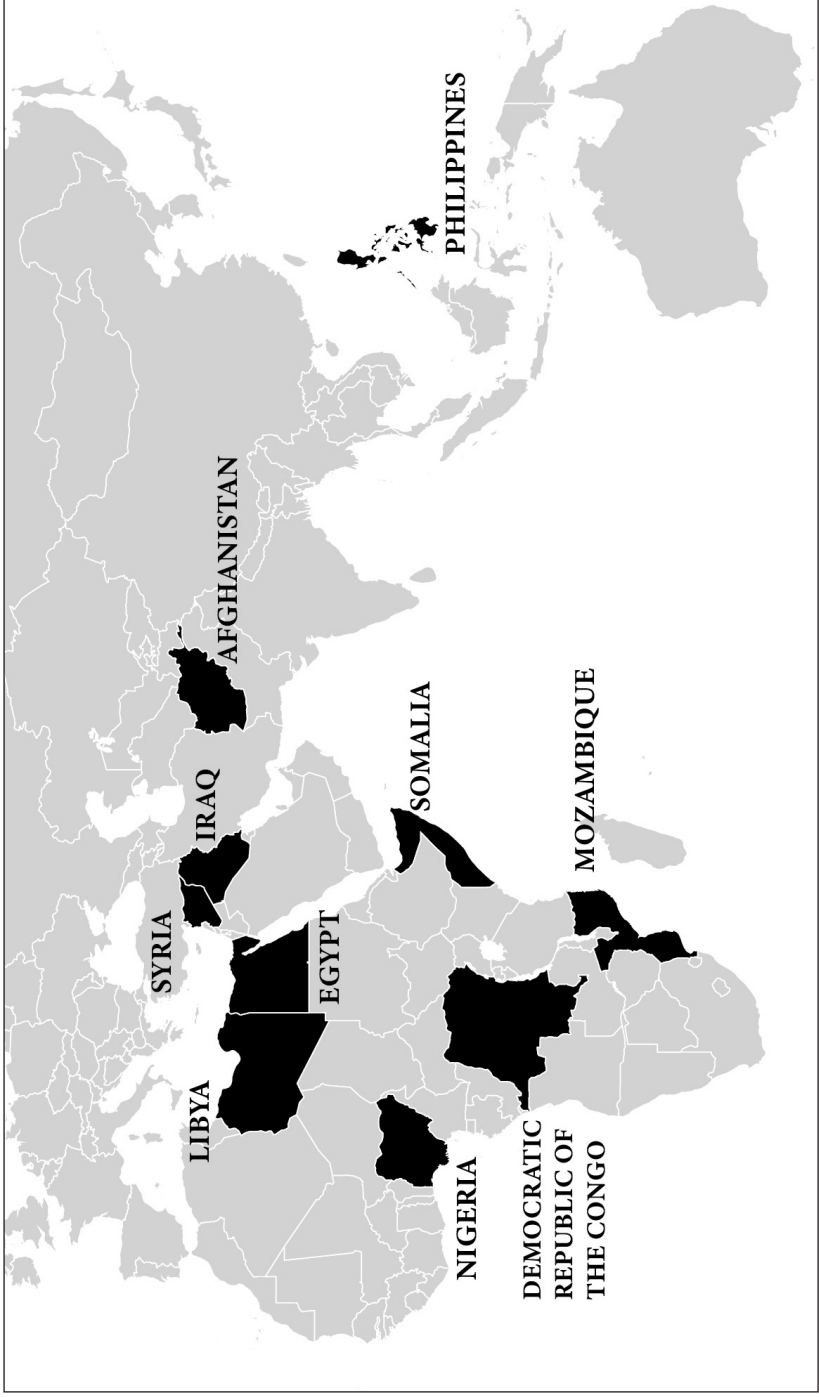 SYRIA
IRAQ
AFGHANISTAN
LIBYA
EGYPT
PHILIPPINES
NIGERIA
SOMALIA
DEMOCRATIC
REPUBLIC OF
THE CONGO
MOZAMBIQUE